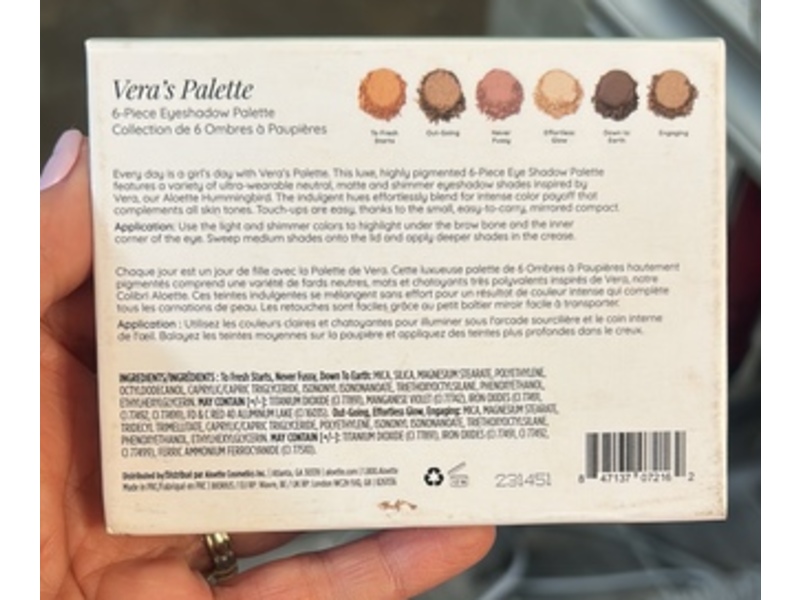 Vera's Palette
6-Piece Eyeshadow Palette
Collection de 6 Ombres à Paupières
To Fresh Starts
Out-Going
Never Fussy
Effortless Glow
Down to Earth
Engaging
Every day is a girl's day with Vera's Palette. This luxe, highly pigmented 6-Piece Eye Shadow Palette
features a variety of ultra-wearable neutral, matte and shimmer eyeshadow shades inspired by
Vera, our Aloette Hummingbird. The indulgent hues effortlessly blend for intense color payoff that
complements all skin tones. Touch-ups are easy, thanks to the small, easy-to-carry, mirrored compact.
Application: Use the light and shimmer colors to highlight under the brow bone and the inner
corner of the eye. Sweep medium shades onto the lid and apply deeper shades in the crease.
Chaque jour est un jour de fille avec la Palette de Vera. Cette luxueuse palette de 6 Ombres à Paupières hautement
pigmentés comprend une variété de fards neutres, mats et chatoyants très polyvalents inspirés de Vera, notre
Colibri Aloette. Ces teintes indulgentes se mélangent sans effort pour un résultat de couleur intense qui complète
tous les carnations de peau. Les retouches sont faciles grâce au petit boîtier miroir facile à transporter.
Application : Utilisez les couleurs claires et chatoyantes pour illuminer sous l'arcade sourcilière et le coin interne
de l'œil. Balayez les teintes moyennes sur la paupière et appliquez des teintes plus profondes dans le creux.
INGREDIENTS/INGRÉDIENTS : To Fresh Starts, Never Fussy, Down To Earth: MICA, SILICA, MAGNESIUM STEARATE, POLYETHYLENE,
OCTYLDODECANOL, CAPRYLIC/CAPRIC TRIGLYCERIDE, ISONONYL ISONONANOATE, TRIETHOXYOCTYLSILANE, PHENOXYETHANOL,
ETHYLHEXYLGLYCERIN. MAY CONTAIN [+/-]: TITANIUM DIOXIDE (CI 77891), MANGANESE VIOLET (CI 77742), IRON OXIDES (CI 77491,
CI 77492, CI 77499), FD & C RED 40 ALUMINUM LAKE (CI 16035). Out-Going, Effortless Glow, Engaging: MICA, MAGNESIUM STEARATE,
TRIDECYL TRIMELLITATE, CAPRYLIC/CAPRIC TRIGLYCERIDE, POLYETHYLENE, ISONONYL ISONONANOATE, TRIETHOXYOCTYLSILANE,
PHENOXYETHANOL, ETHYLHEXYLGLYCERIN. MAY CONTAIN [+/-]: TITANIUM DIOXIDE (CI 77891), IRON OXIDES (CI 77491, CI 77492,
CI 77499), FERRIC AMMONIUM FERROCYANIDE (CI 77510).
Distributed by/Distribué par Aloette Cosmetics Inc. | Atlanta, GA 30339 | aloette.com | 1.800.Aloette
Made in PRC/Fabriqué en PRC
231451
8 47137 07216 2